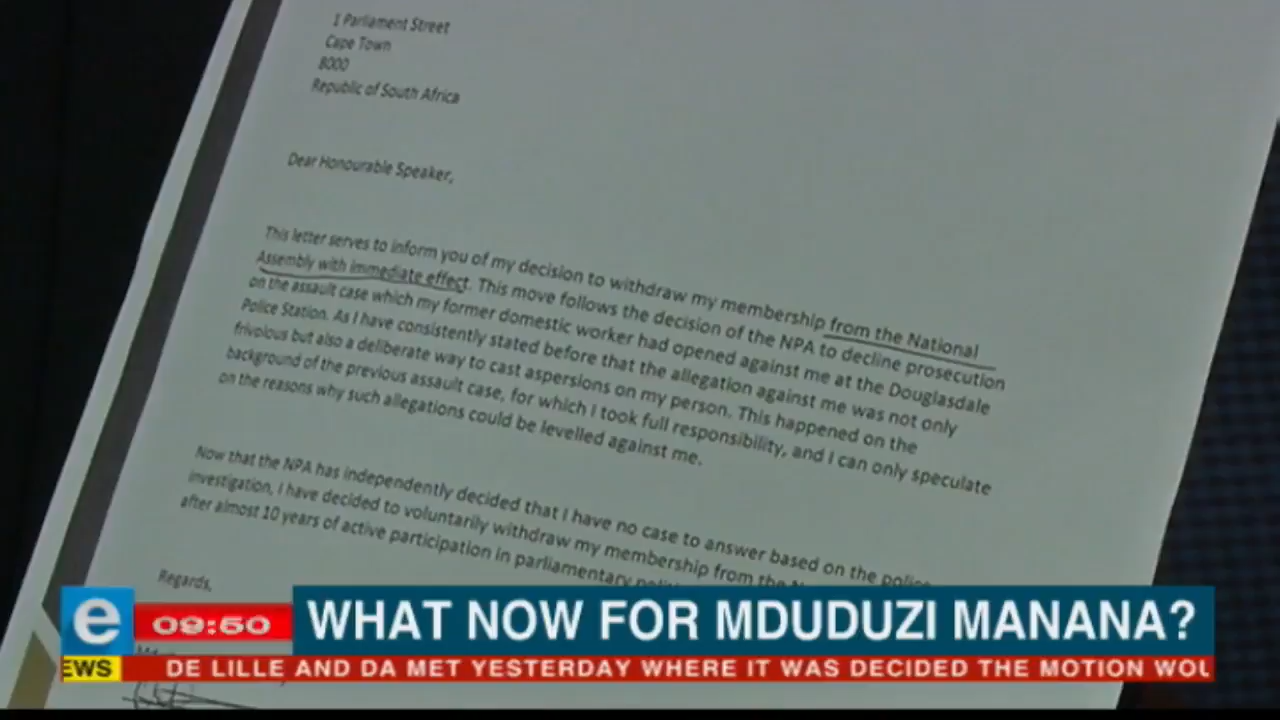 1 Parliament Street
Cape Town
8000
Republic of South Africa
Dear Honourable Speaker,
This letter serves to inform you of my decision to withdraw my membership from the National
Assembly with immediate effect. This move follows the decision of the NPA to decline prosecution
on the assault case which my former domestic worker had opened against me at the Douglasdale
Police Station. As I have consistently stated before that the allegation against me was not only
frivolous but also a deliberate way to cast aspersions on my person. This happened on the
background of the previous assault case, for which I took full responsibility, and I can only speculate
on the reasons why such allegations could be levelled against me.
Now that the NPA has independently decided that I have no case to answer based on the police
investigation, I have decided to voluntarily withdraw my membership from the
after almost 10 years of active participation in parliamentary
Regards,
e
09:50
WHAT NOW FOR MDUDUZI MANANA?
EWS
DE LILLE AND DA MET YESTERDAY WHERE IT WAS DECIDED THE MOTION WOU